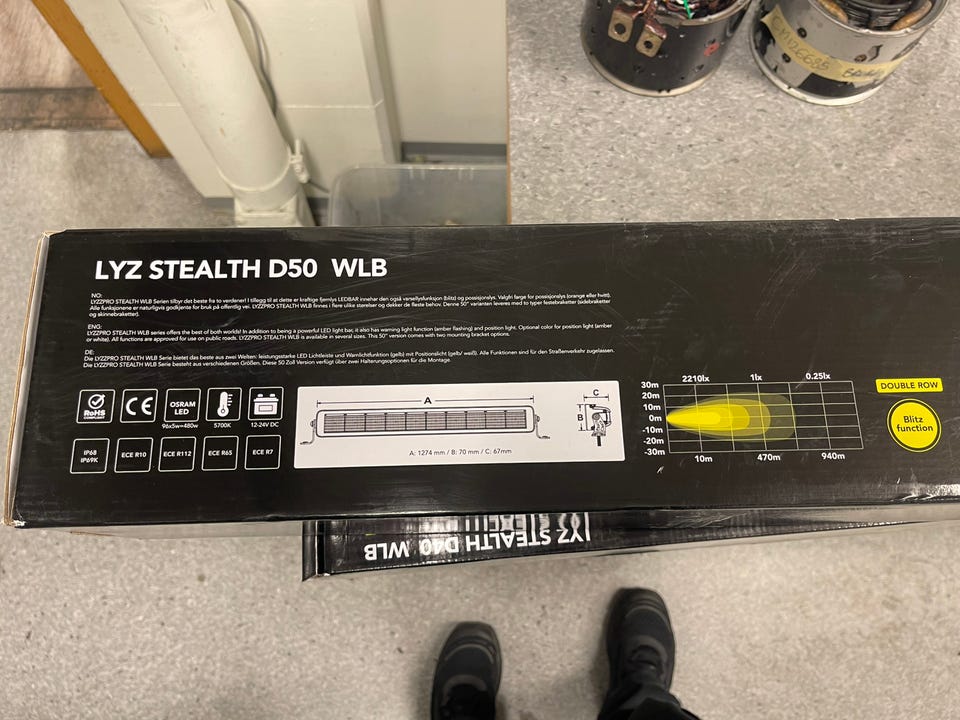 LYZ STEALTH D50 WLB
NO:
LYZZPRO STEALTH WLB Serien tilbyr det beste fra to verdener! I tillegg til at dette er kraftige fjernlys LEDBAR innehar den også varsellysfunksjon (blitz) og possisjonslys. Valgfri farge for possisjonslys (orange eller hvitt).
Alle funksjonene er naturligvis godkjente for bruk på offentlig vei. LYZZPRO STEALTH WLB finnes i flere ulike størelser og dekker de fleste behov. Denne 50" varianten leveres med to typer festebraketter (sidebraketter
og skinnebraketter).
ENG:
LYZZPRO STEALTH WLB series offers the best of both worlds! In addition to being a powerful LED light bar, it also has warning light function (amber flashing) and position light. Optional color for position light (amber
or white). All functions are approved for use on public roads. LYZZPRO STEALTH WLB is available in several sizes. This 50" version comes with two mounting bracket options.
DE:
Die LYZZPRO STEALTH WLB Serie bietet das beste aus zwei Welten: leistungsstarke LED Lichtleiste und Warnlichtfunktion (gelb) mit Positionslicht (gelb/ weiß). Alle Funktionen sind für den Straßenverkehr zugelassen.
Die LYZZPRO STEALTH WLB Serie besteht aus verschiedenen Größen. Diese 50 Zoll Version verfügt über zwei Halterungsoptionen für die Montage.
RoHS
COMPLIANT
CE
OSRAM
LED
96x5w=480w
5700K
12-24V DC
IP68
IP69K
ECE R10
ECE R112
ECE R65
ECE R7
A
B
C
A: 1274 mm / B: 70 mm / C: 67mm
2210lx 1lx 0.25lx
30m
20m
10m
0m
-10m
-20m
-30m
10m 470m 940m
DOUBLE ROW
Blitz
function
LYZ STEALTH D40 WLB